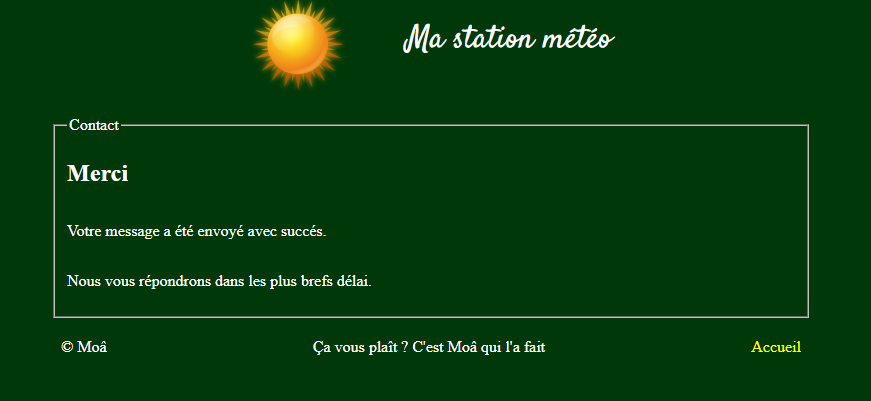 Ma station météo
Contact
Merci
Votre message a été envoyé avec succés.
Nous vous répondrons dans les plus brefs délai.
© Moâ
Ça vous plaît ? C'est Moâ qui l'a fait
Accueil